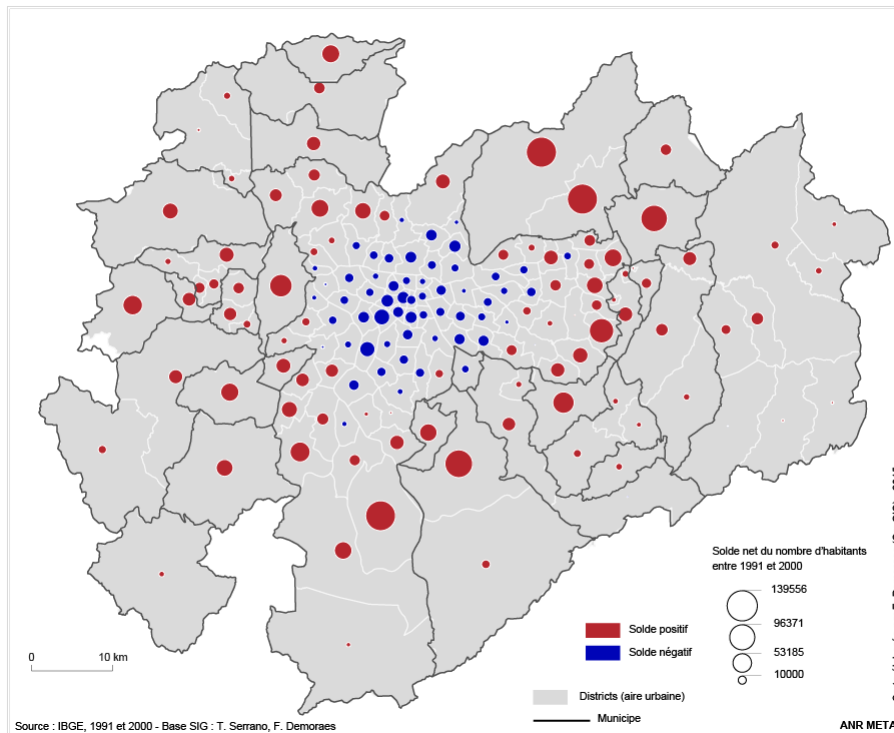 Solde net du nombre d'habitants
entre 1991 et 2000
139556
96371
53185
10000
Solde positif
Solde négatif
Districts (aire urbaine)
Municipe
0 10 km
Source : IBGE, 1991 et 2000 - Base SIG : T. Serrano, F. Demoraes
ANR META